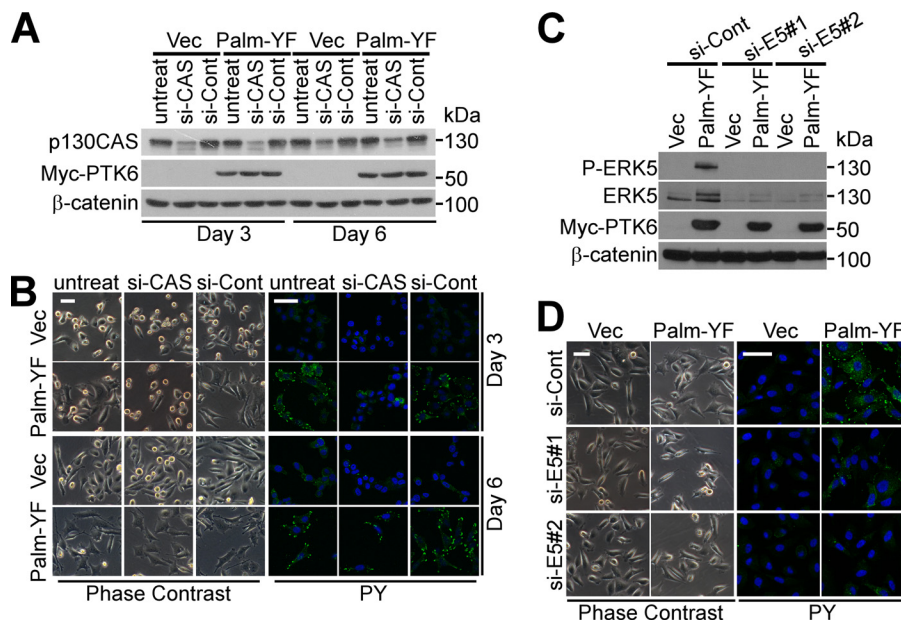 A
Vec Palm-YF Vec Palm-YF
untreat si-CAS si-Cont untreat si-CAS si-Cont untreat si-CAS si-Cont untreat si-CAS si-Cont
kDa
p130CAS 130
Myc-PTK6 50
β-catenin 100
Day 3 Day 6
B
untreat si-CAS si-Cont untreat si-CAS si-Cont
Vec
Palm-YF
Day 3
Vec
Palm-YF
Day 6
Phase Contrast PY
C
si-Cont si-E5#1 si-E5#2
Vec Palm-YF Vec Palm-YF Vec Palm-YF
kDa
P-ERK5 130
ERK5 130
Myc-PTK6 50
β-catenin 100
D
Vec Palm-YF Vec Palm-YF
si-Cont
si-E5#1
si-E5#2
Phase Contrast PY